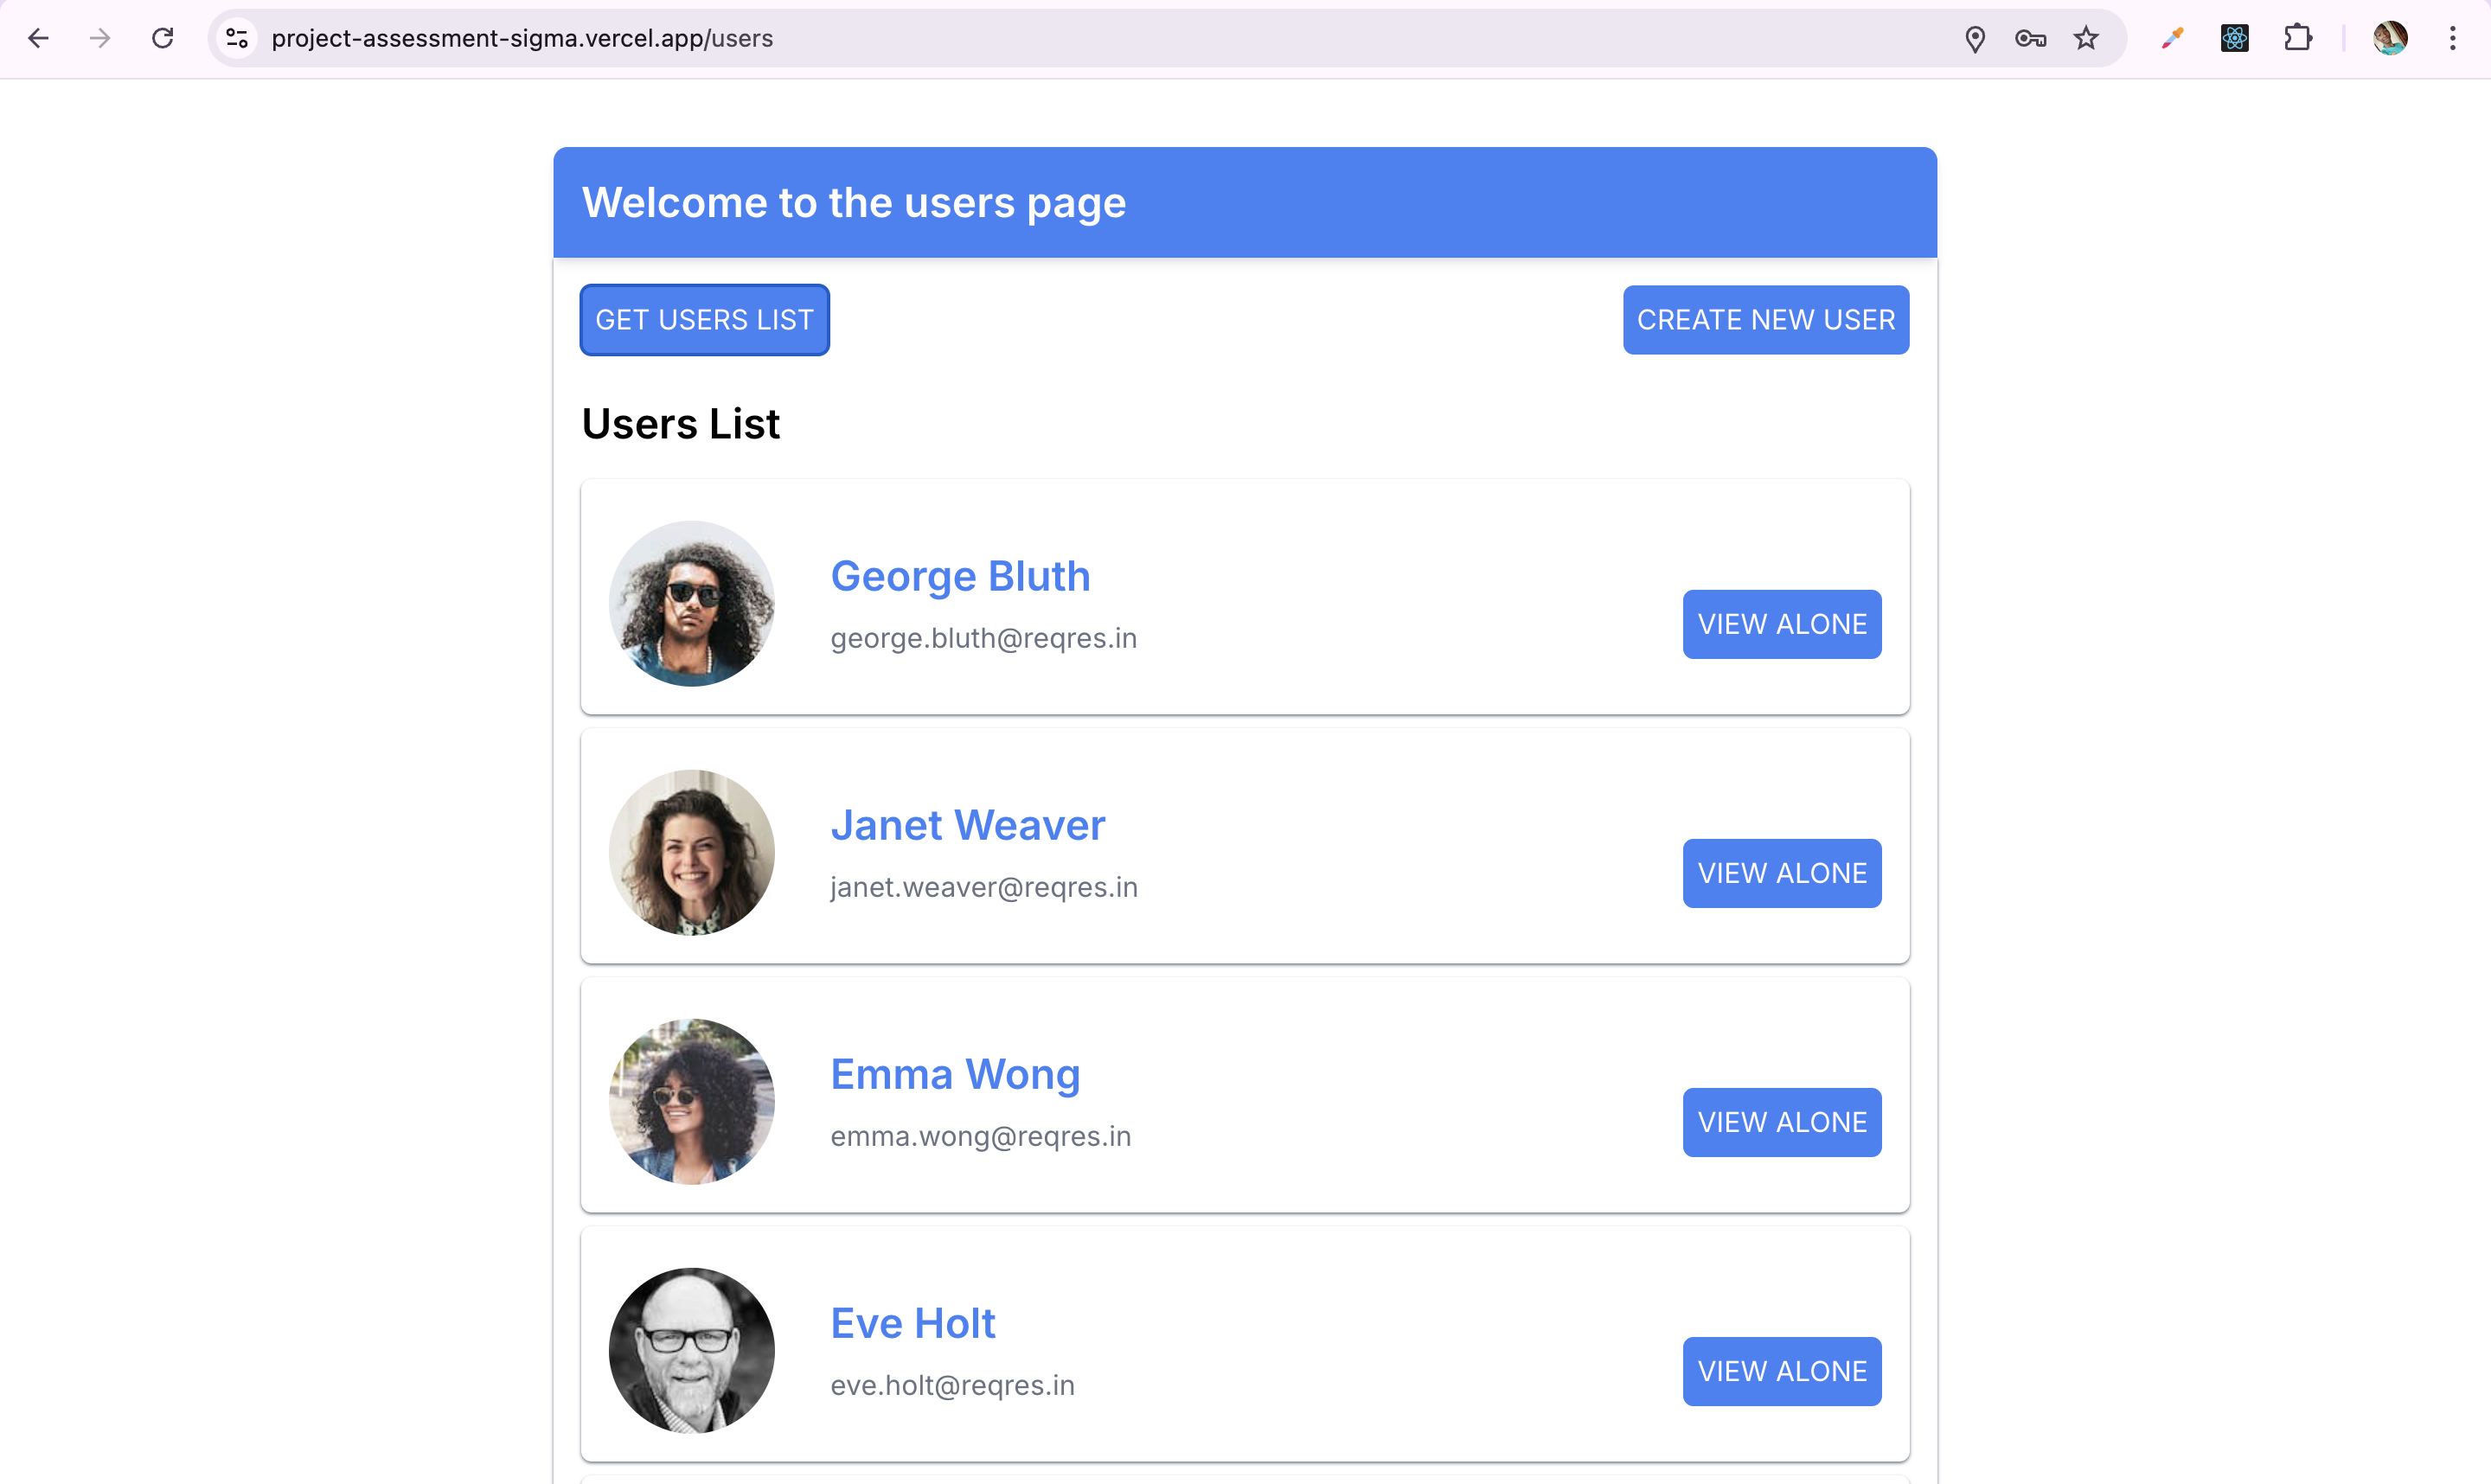 project-assessment-sigma.vercel.app/users
Welcome to the users page
GET USERS LIST
CREATE NEW USER
Users List
George Bluth
george.bluth@reqres.in
VIEW ALONE
Janet Weaver
janet.weaver@reqres.in
VIEW ALONE
Emma Wong
emma.wong@reqres.in
VIEW ALONE
Eve Holt
eve.holt@reqres.in
VIEW ALONE